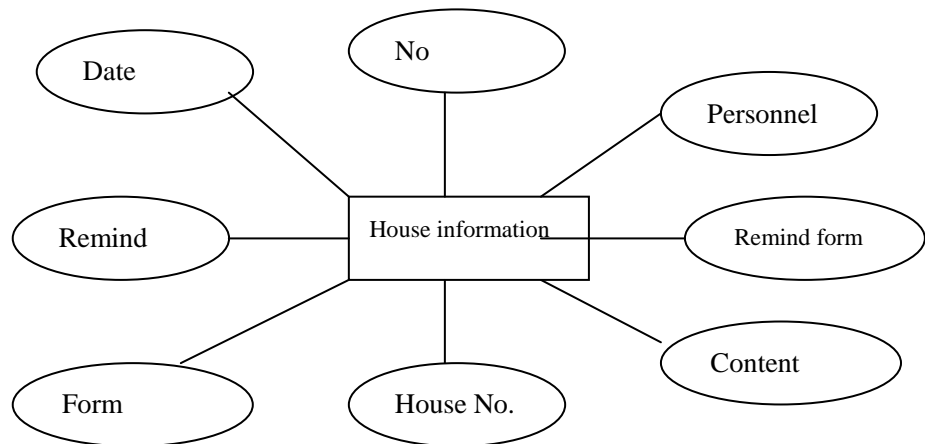 No
Date
Personnel
House information
Remind
Remind form
Content
Form
House No.